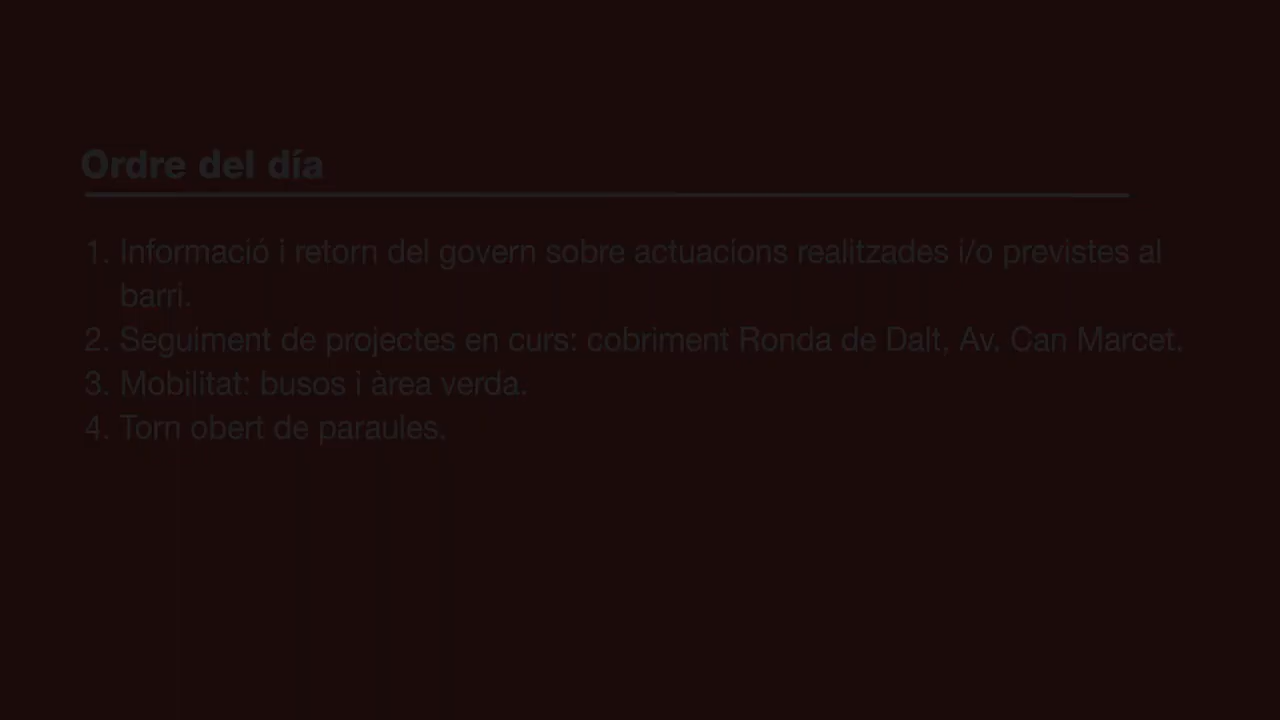 Ordre del día
1. Informació i retorn del govern sobre actuacions realitzades i/o previstes al
barri.
2. Seguiment de projectes en curs: cobriment Ronda de Dalt, Av. Can Marcet.
3. Mobilitat: busos i àrea verda.
4. Torn obert de paraules.